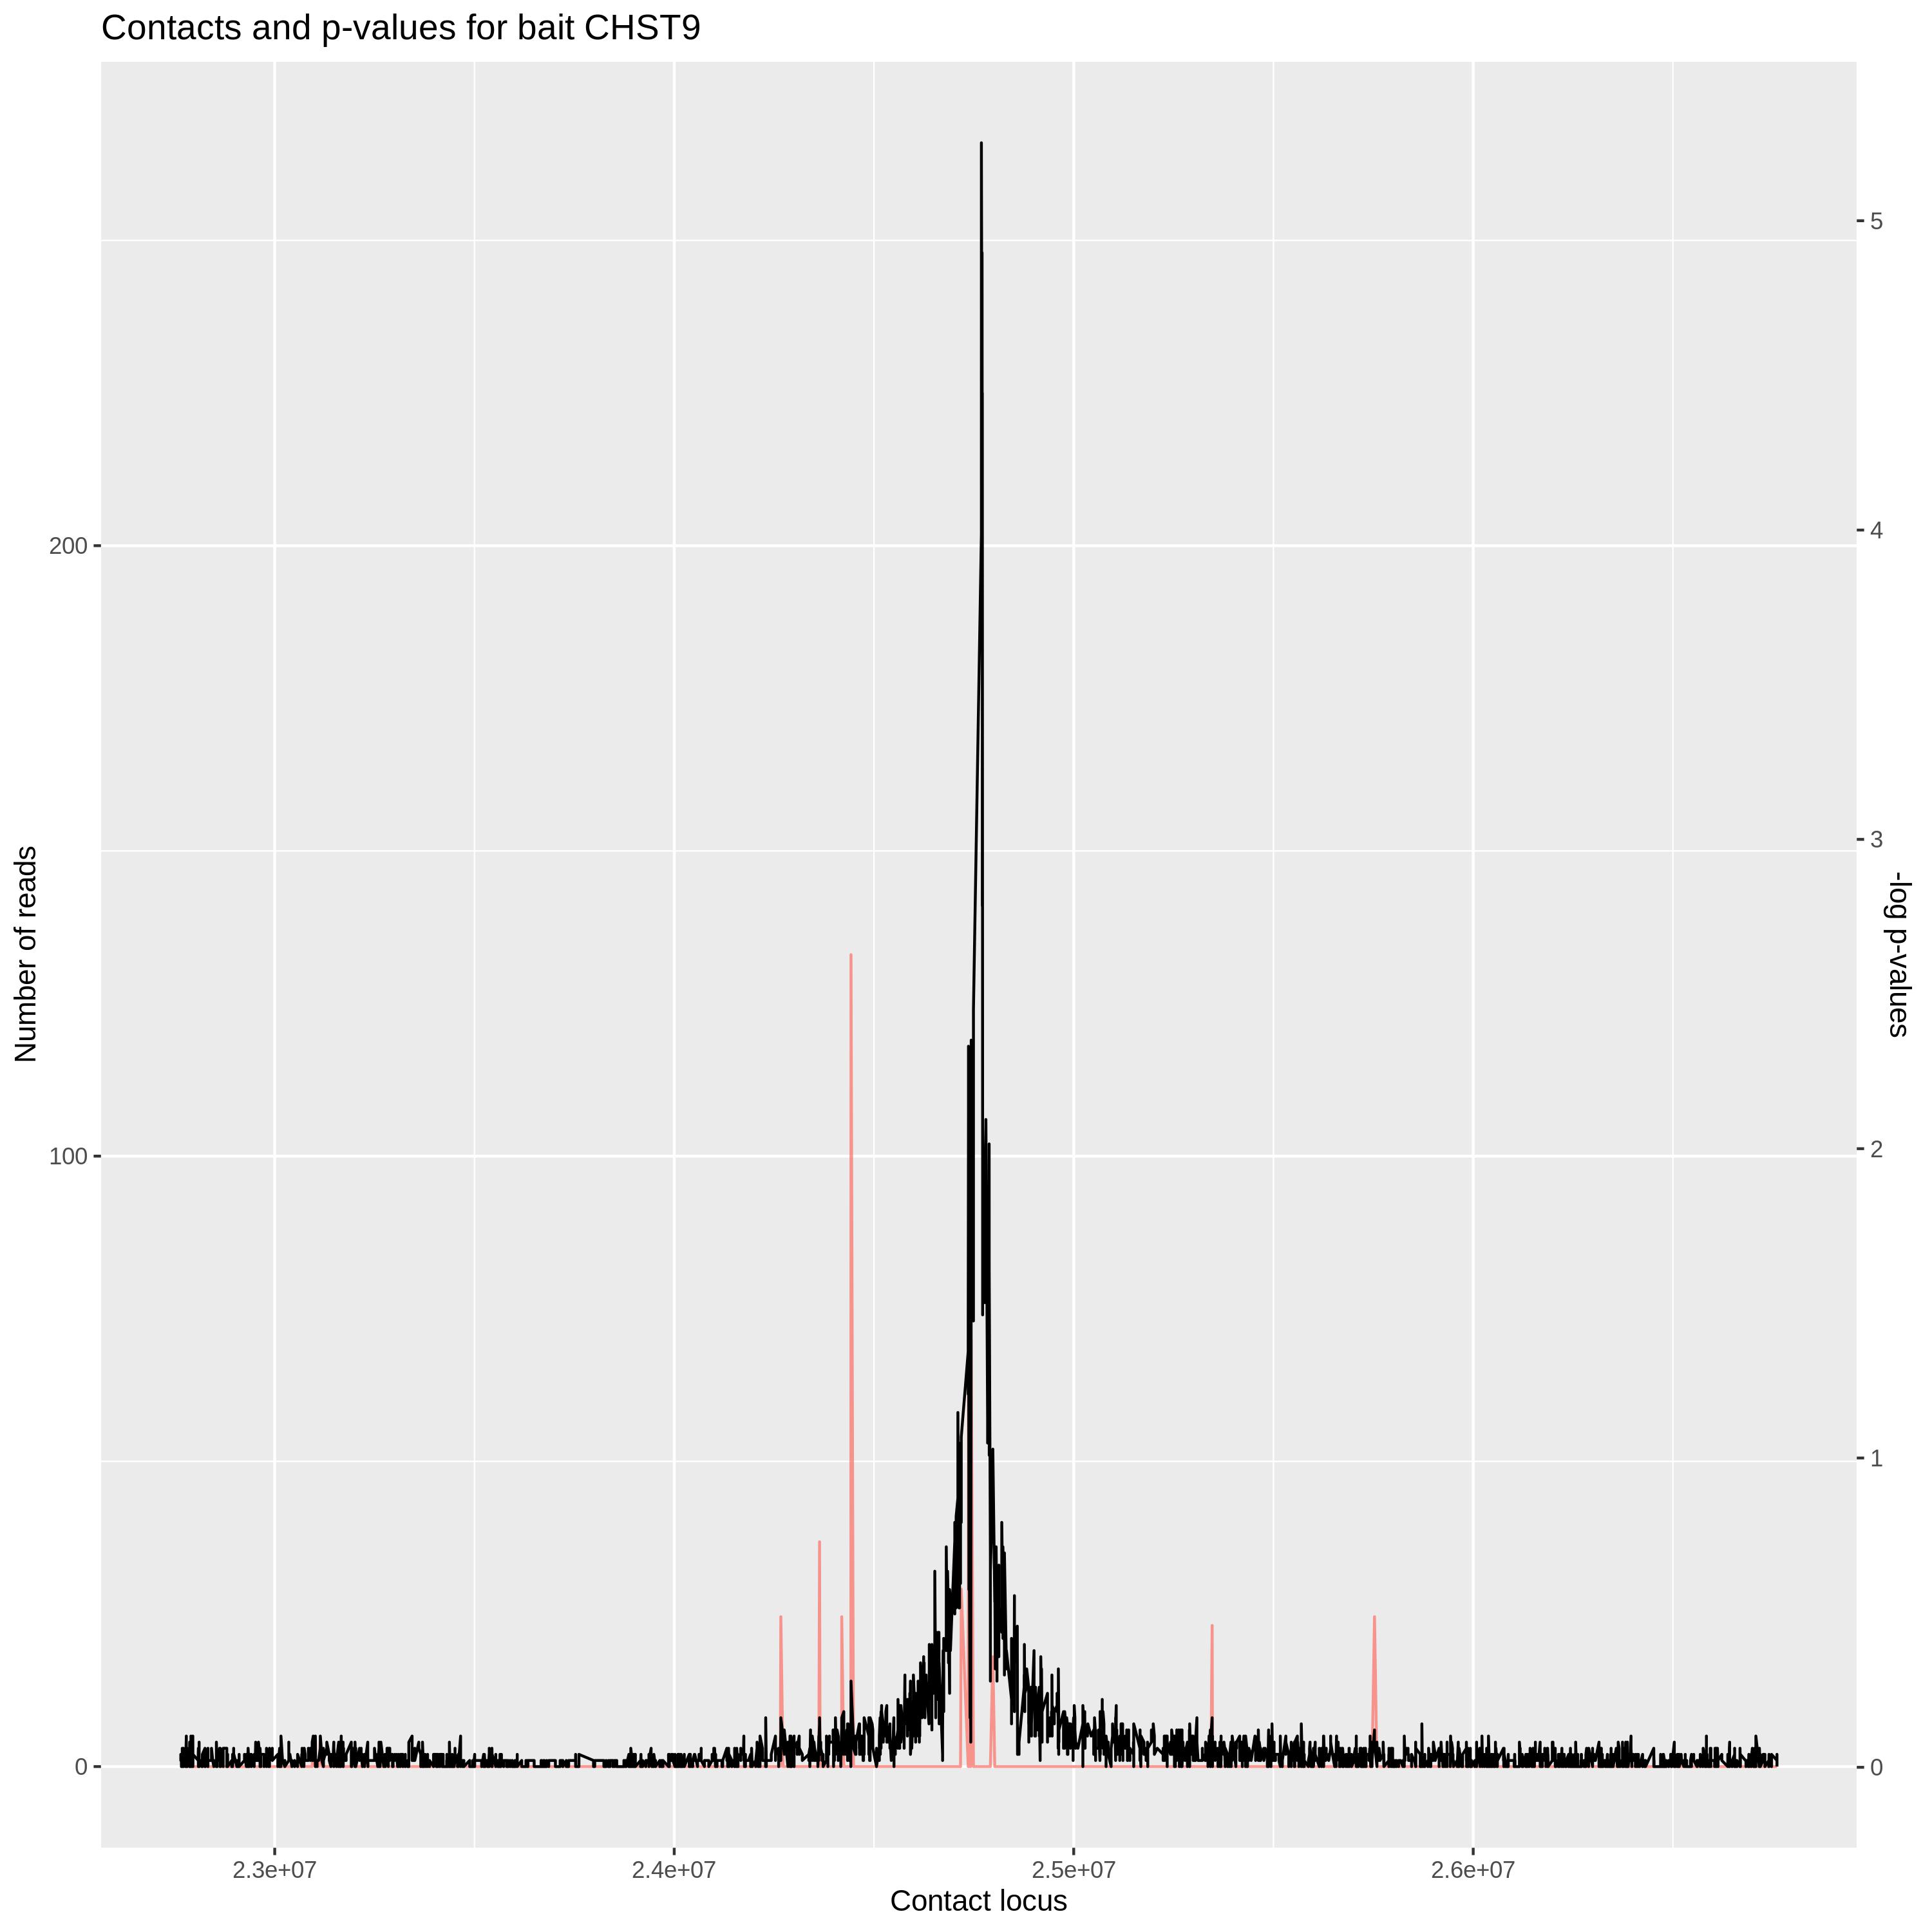 Contacts and p-values for bait CHST9
Number of reads
200
100
0
5
4
3
2
1
0
-log p-values
2.3e+07
2.4e+07
2.5e+07
2.6e+07
Contact locus